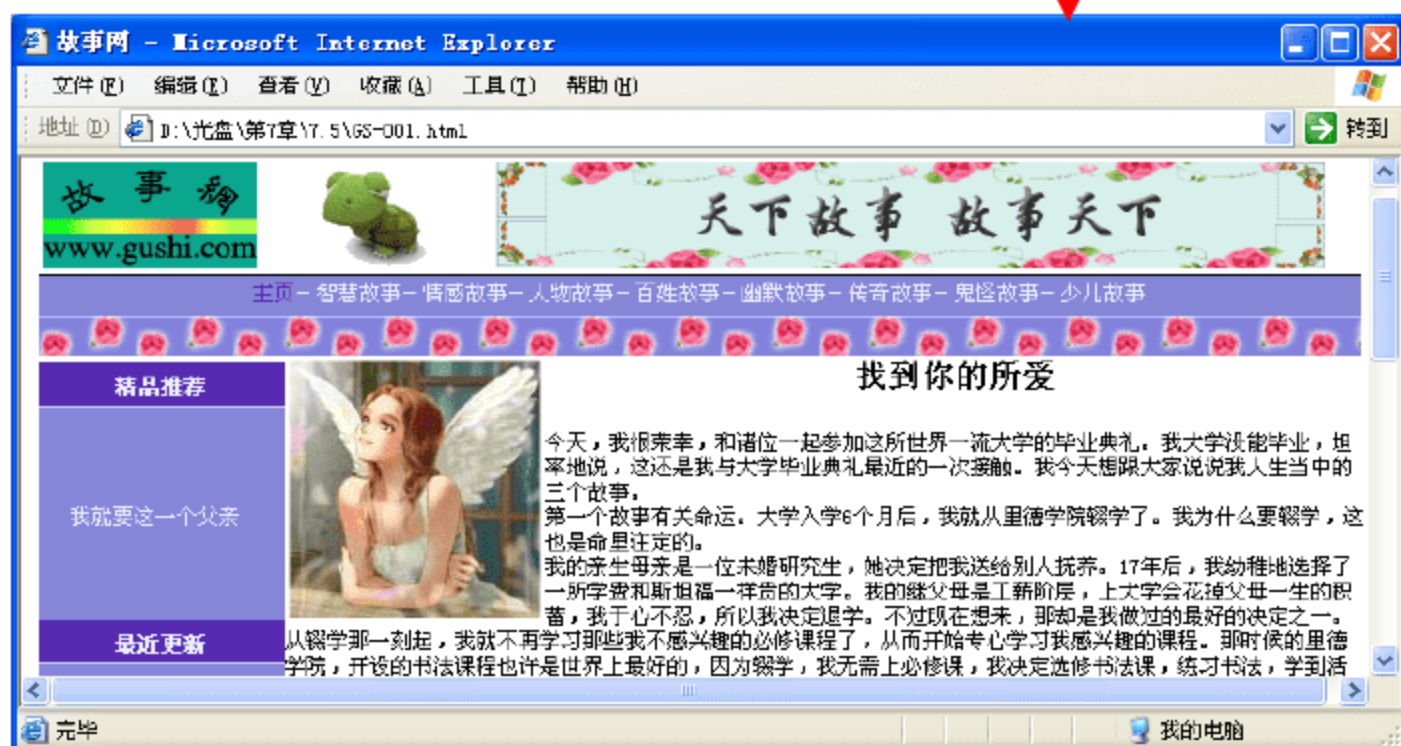 故事网 - Microsoft Internet Explorer
文件(F) 编辑(E) 查看(V) 收藏(A) 工具(T) 帮助(H)
地址(D) D:\光盘\第7章\7.5\GS-001.html 转到
故事网
www.gushi.com
天下故事 故事天下
主页- 智慧故事- 情感故事- 人物故事- 百姓故事- 幽默故事- 传奇故事- 鬼怪故事- 少儿故事
精品推荐
我就要这一个父亲
最近更新
找到你的所爱
今天，我很荣幸，和诸位一起参加这所世界一流大学的毕业典礼。我大学没能毕业，坦
率地说，这还是我与大学毕业典礼最近的一次接触。我今天想跟大家说说我人生当中的
三个故事。
第一个故事有关命运。大学入学6个月后，我就从里德学院辍学了。我为什么要辍学，这
也是命里注定的。
我的亲生母亲是一位未婚研究生，她决定把我送给别人抚养。17年后，我幼稚地选择了
一所学费和斯坦福一样贵的大学。我的继父母是工薪阶层，上大学会花掉父母一生的积
蓄，我于心不忍，所以我决定退学。不过现在想来，那却是我做过的最好的决定之一。
从辍学那一刻起，我就不再学习那些我不感兴趣的必修课程了，从而开始专心学习我感兴趣的课程。那时候的里德
学院，开设的书法课程也许是世界上最好的，因为辍学，我无需上必修课，我决定选修书法课，练习书法，学到活
完毕 我的电脑